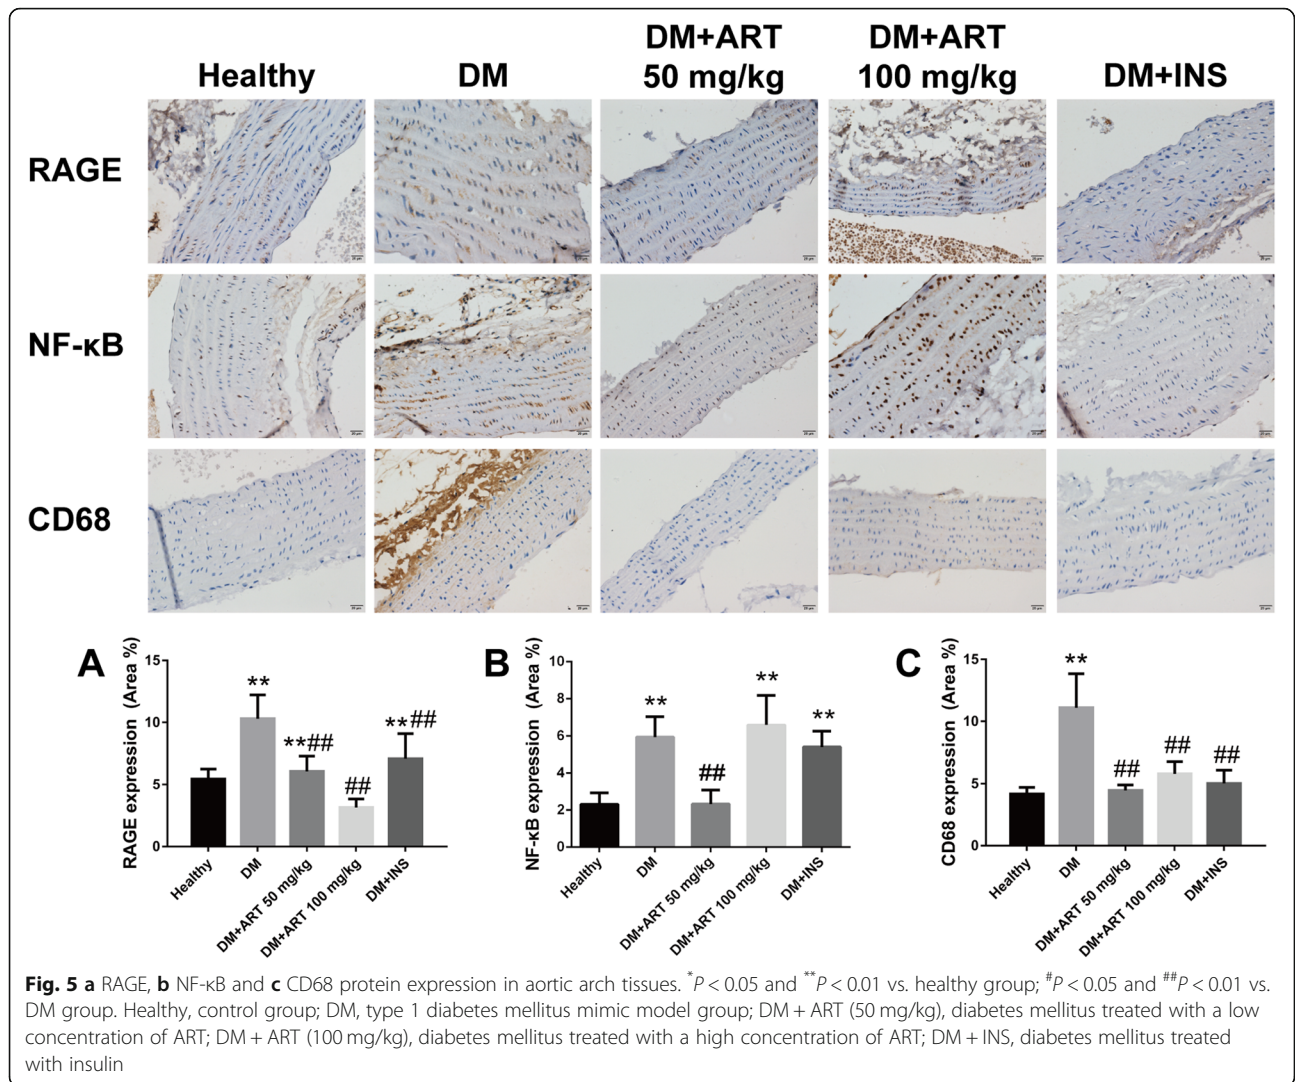 DM+ART DM+ART
Healthy DM 50 mg/kg 100 mg/kg DM+INS
RAGE
NF-κB
CD68
A
RAGE expression (Area %)
15
10
5
0
**
**##
##
**##
Healthy
DM
DM+ART 50 mg/kg
DM+ART 100 mg/kg
DM+INS
B
NF-κB expression (Area %)
10
8
6
4
2
0
**
##
**
**
Healthy
DM
DM+ART 50 mg/kg
DM+ART 100 mg/kg
DM+INS
C
CD68 expression (Area %)
15
10
5
0
**
##
##
##
Healthy
DM
DM+ART 50 mg/kg
DM+ART 100 mg/kg
DM+INS
Fig. 5 a RAGE, b NF-κB and c CD68 protein expression in aortic arch tissues. *P < 0.05 and **P < 0.01 vs. healthy group; #P < 0.05 and ##P < 0.01 vs.
DM group. Healthy, control group; DM, type 1 diabetes mellitus mimic model group; DM + ART (50 mg/kg), diabetes mellitus treated with a low
concentration of ART; DM + ART (100 mg/kg), diabetes mellitus treated with a high concentration of ART; DM + INS, diabetes mellitus treated
with insulin